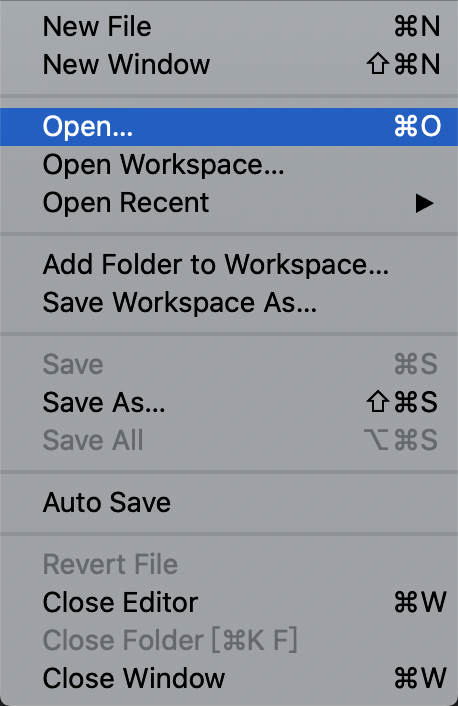 New File ⌘N
New Window ⇧⌘N
Open... ⌘O
Open Workspace...
Open Recent ▶
Add Folder to Workspace...
Save Workspace As...
Save ⌘S
Save As... ⇧⌘S
Save All ⌥⌘S
Auto Save
Revert File
Close Editor ⌘W
Close Folder [⌘K F]
Close Window ⌘W